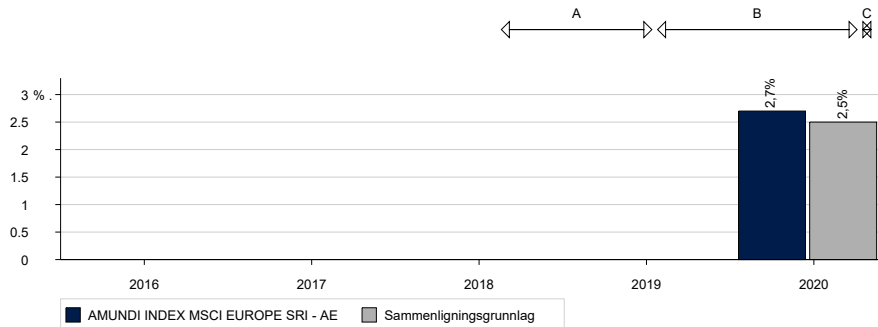 A B C
3 % .
2.5
2
1.5
1
0.5
0
2,7%
2,5%
2016 2017 2018 2019 2020
AMUNDI INDEX MSCI EUROPE SRI - AE Sammenligningsgrunnlag